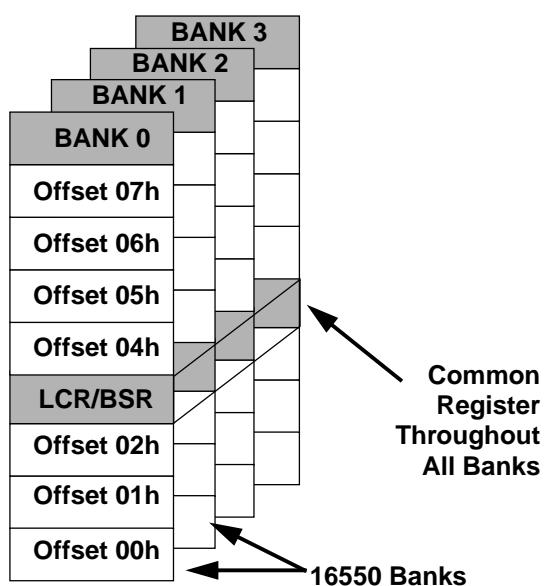 BANK 3
BANK 2
BANK 1
BANK 0
Offset 07h
Offset 06h
Offset 05h
Offset 04h
LCR/BSR
Offset 02h
Offset 01h
Offset 00h
Common
Register
Throughout
All Banks
16550 Banks